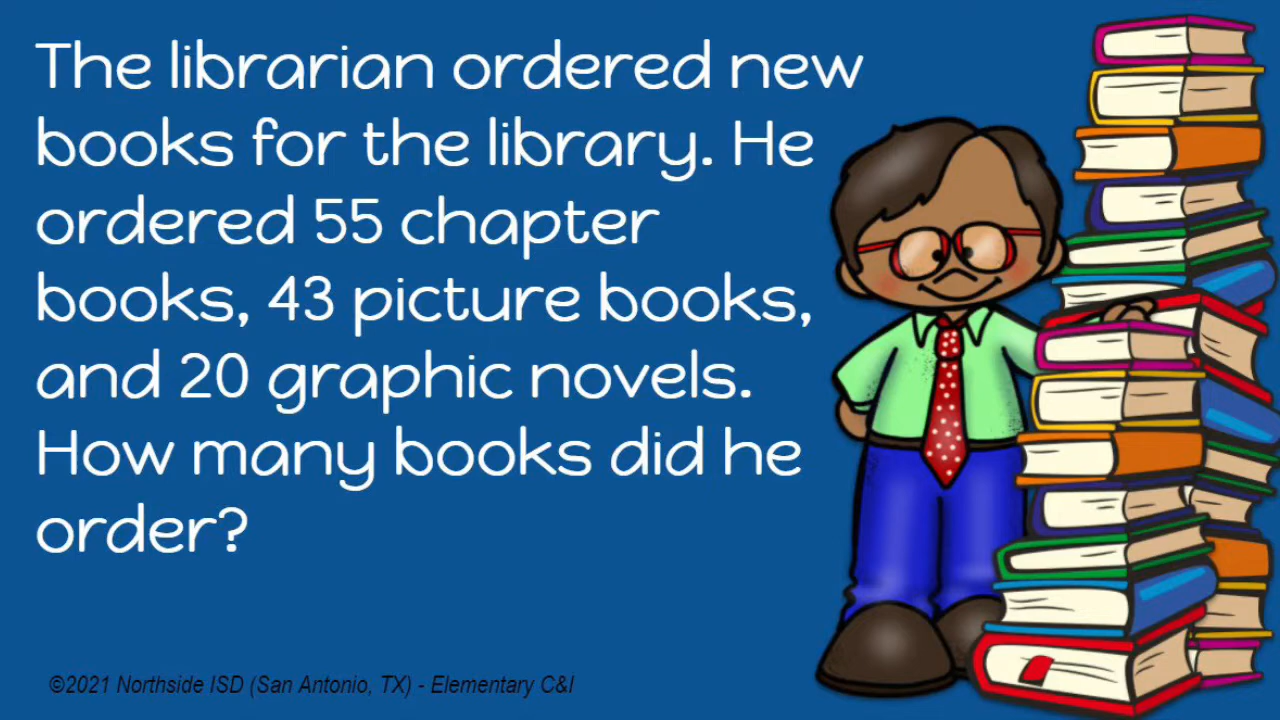 The librarian ordered new
books for the library. He
ordered 55 chapter
books, 43 picture books,
and 20 graphic novels.
How many books did he
order?
©2021 Northside ISD (San Antonio, TX) - Elementary C&I